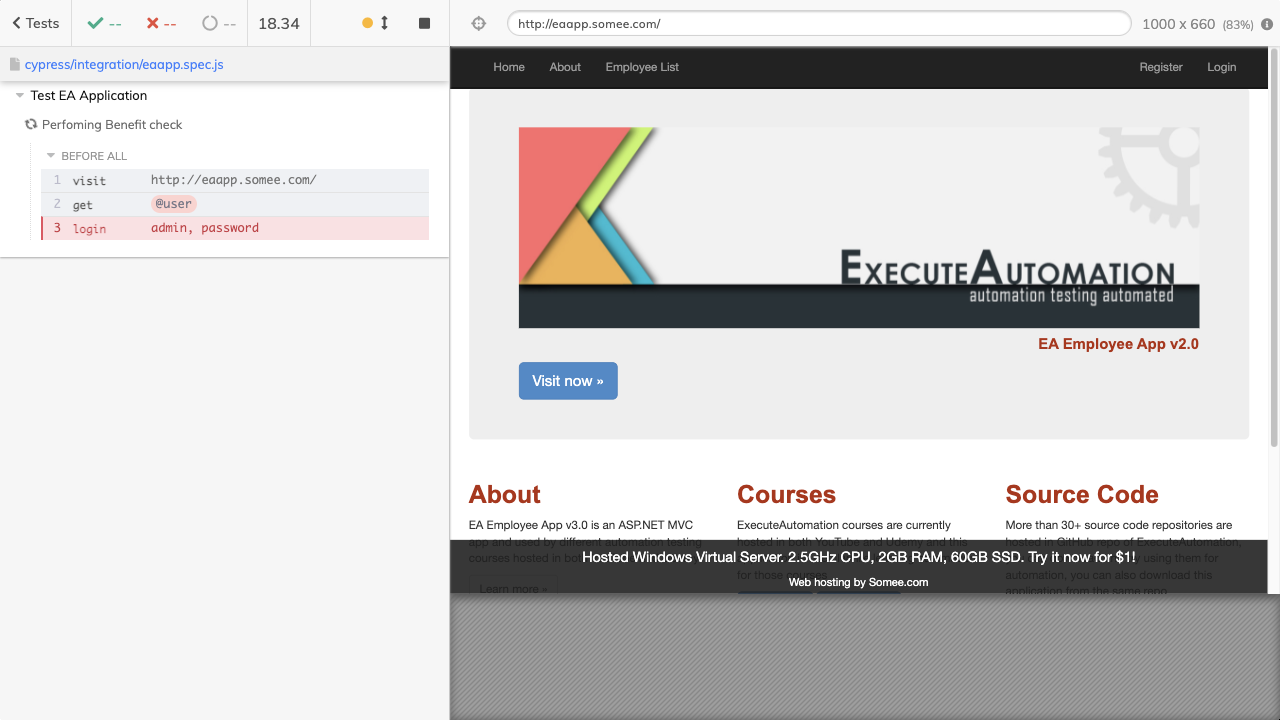 Tests
--
--
--
18.34
http://eaapp.somee.com/
1000 x 660 (83%)
cypress/integration/eaapp.spec.js
Test EA Application
Perfoming Benefit check
BEFORE ALL
1 visit http://eaapp.somee.com/
2 get @user
3 login admin, password
Home About Employee List Register Login
EXECUTEAUTOMATION
automation testing automated
EA Employee App v2.0
Visit now »
About
EA Employee App v3.0 is an ASP.NET MVC
app and used by different automation testing
courses hosted in
Learn more »
Courses
ExecuteAutomation courses are currently
hosted in both YouTube and Udemy and this
for those courses
Source Code
More than 30+ source code repositories are
hosted in GitHub repo of ExecuteAutomation,
using them for
automation, you can also download this
application from the same repo
Hosted Windows Virtual Server. 2.5GHz CPU, 2GB RAM, 60GB SSD. Try it now for $1!
Web hosting by Somee.com